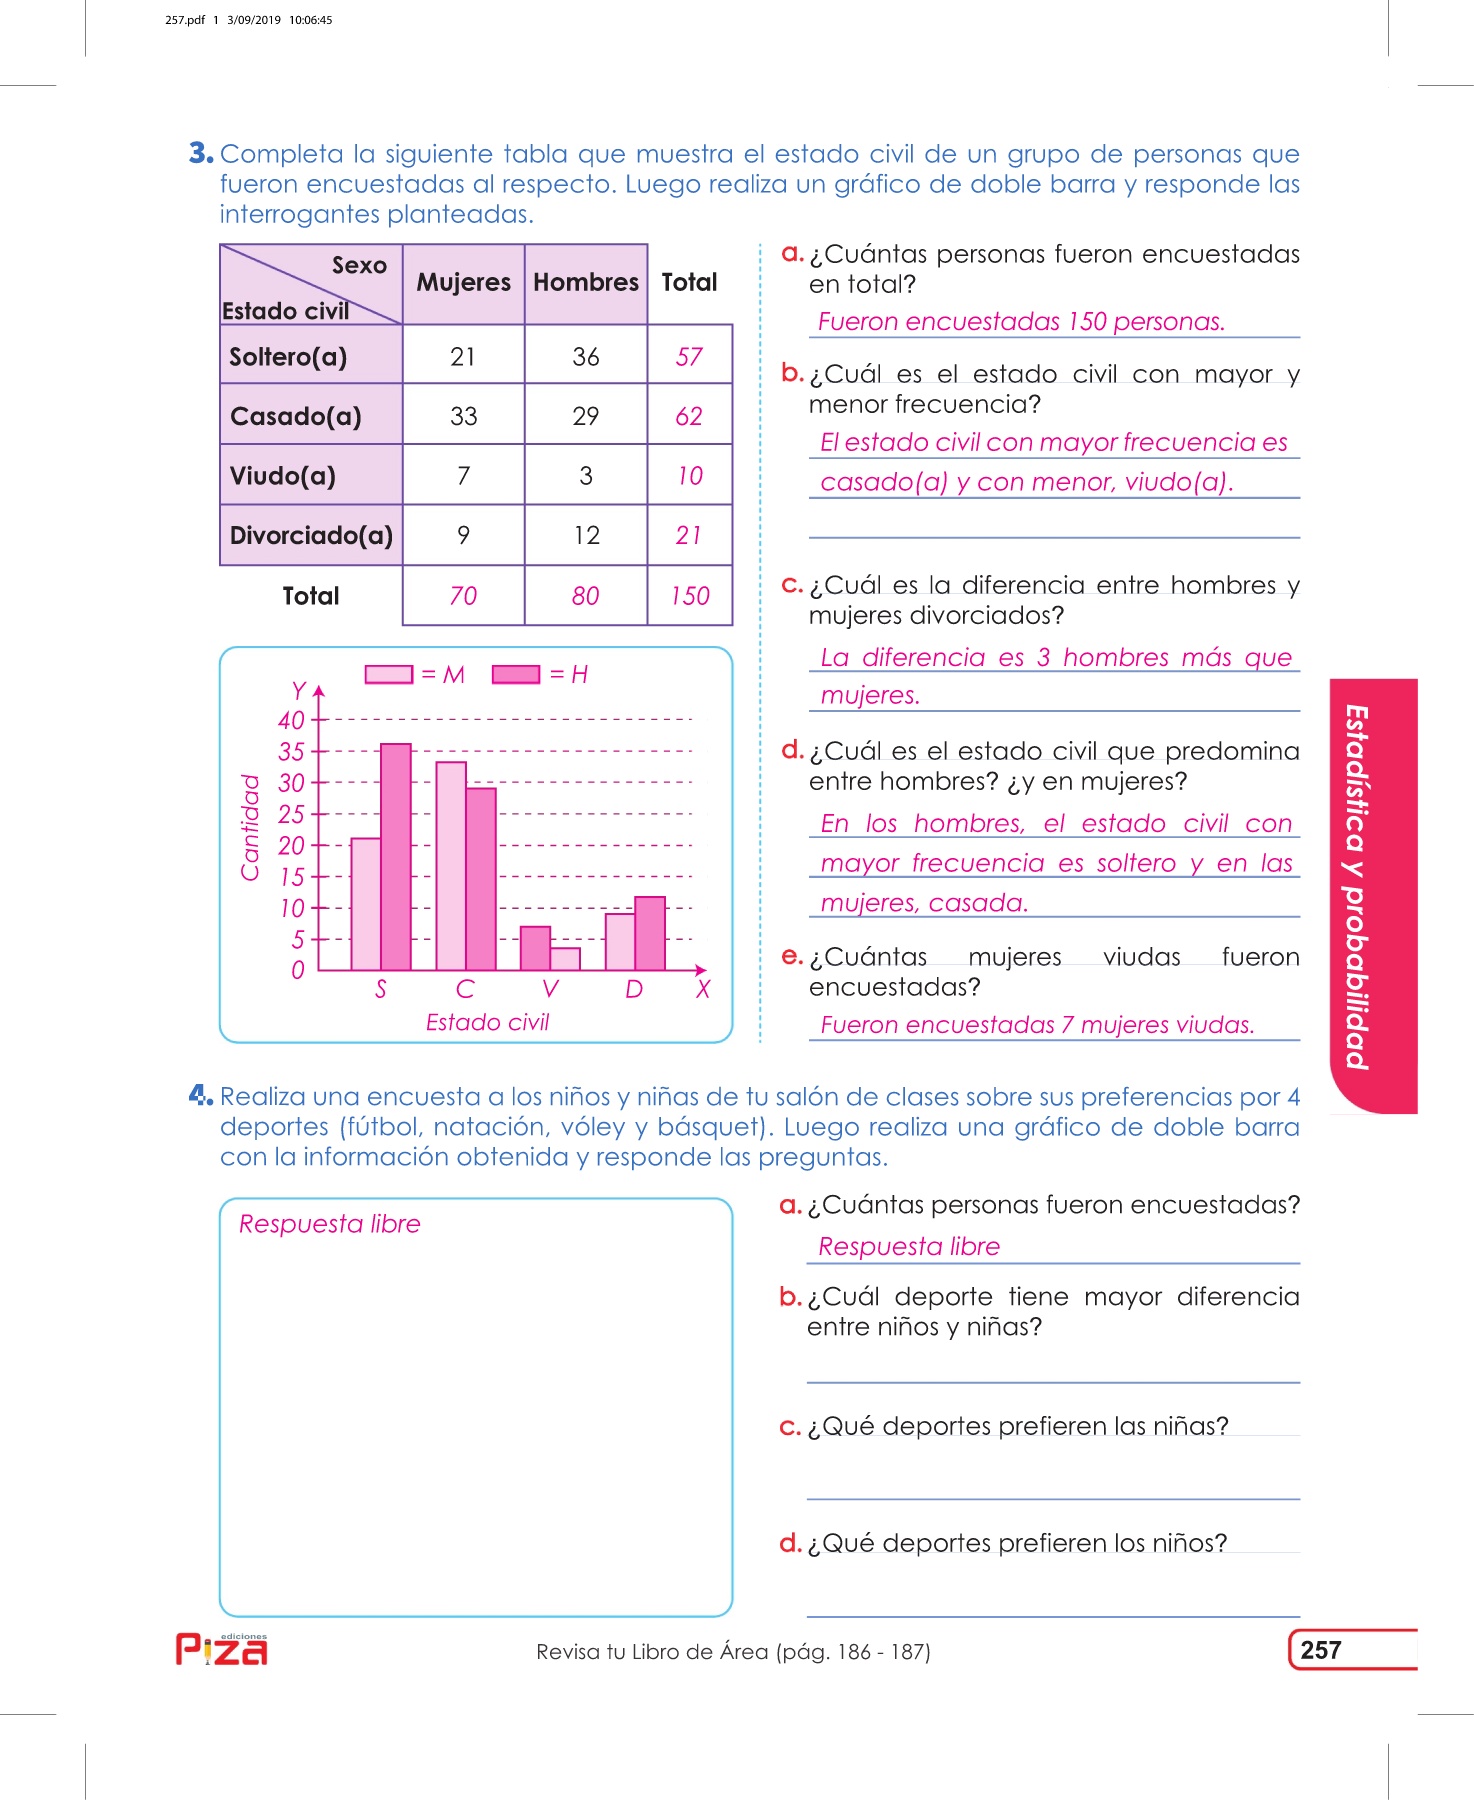 257.pdf 1 3/09/2019 10:06:45
3. Completa la siguiente tabla que muestra el estado civil de un grupo de personas que
fueron encuestadas al respecto. Luego realiza un gráfico de doble barra y responde las
interrogantes planteadas.
Sexo
Estado civil
Mujeres Hombres Total
Soltero(a) 21 36 57
Casado(a) 33 29 62
Viudo(a) 7 3 10
Divorciado(a) 9 12 21
Total 70 80 150
= M = H
Y
40
35
30
25
20
15
10
5
0
Cantidad
S C V D X
Estado civil
a. ¿Cuántas personas fueron encuestadas
en total?
Fueron encuestadas 150 personas.
b. ¿Cuál es el estado civil con mayor y
menor frecuencia?
El estado civil con mayor frecuencia es
casado(a) y con menor, viudo(a).
c. ¿Cuál es la diferencia entre hombres y
mujeres divorciados?
La diferencia es 3 hombres más que
mujeres.
d. ¿Cuál es el estado civil que predomina
entre hombres? ¿y en mujeres?
En los hombres, el estado civil con
mayor frecuencia es soltero y en las
mujeres, casada.
e. ¿Cuántas mujeres viudas fueron
encuestadas?
Fueron encuestadas 7 mujeres viudas.
Estadística y probabilidad
4. Realiza una encuesta a los niños y niñas de tu salón de clases sobre sus preferencias por 4
deportes (fútbol, natación, vóley y básquet). Luego realiza una gráfico de doble barra
con la información obtenida y responde las preguntas.
Respuesta libre
a. ¿Cuántas personas fueron encuestadas?
Respuesta libre
b. ¿Cuál deporte tiene mayor diferencia
entre niños y niñas?
c. ¿Qué deportes prefieren las niñas?
d. ¿Qué deportes prefieren los niños?
ediciones
Piza
Revisa tu Libro de Área (pág. 186 - 187)
257